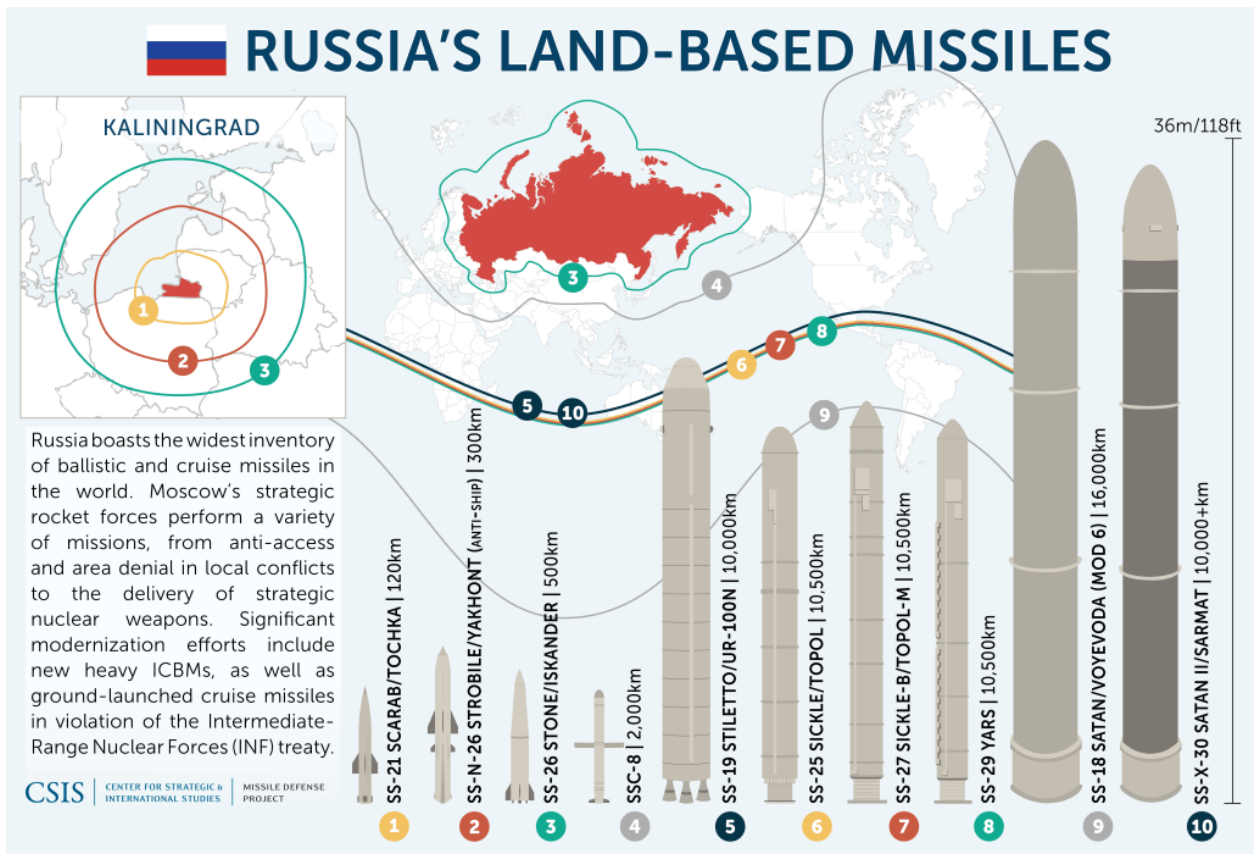 RUSSIA'S LAND-BASED MISSILES
KALININGRAD
1
2
3
3
4
5
10
6
7
8
9
36m/118ft
Russia boasts the widest inventory
of ballistic and cruise missiles in
the world. Moscow's strategic
rocket forces perform a variety
of missions, from anti-access
and area denial in local conflicts
to the delivery of strategic
nuclear weapons. Significant
modernization efforts include
new heavy ICBMs, as well as
ground-launched cruise missiles
in violation of the Intermediate-
Range Nuclear Forces (INF) treaty.
CSIS
CENTER FOR STRATEGIC &
INTERNATIONAL STUDIES
MISSILE DEFENSE
PROJECT
SS-21 SCARAB/TOCHKA | 120km
1
SS-N-26 STROBILE/YAKHONT (ANTI-SHIP) | 300km
2
SS-26 STONE/ISKANDER | 500km
3
SSC-8 | 2,000km
4
SS-19 STILETTO/UR-100N | 10,000km
5
SS-25 SICKLE/TOPOL | 10,500km
6
SS-27 SICKLE-B/TOPOL-M | 10,500km
7
SS-29 YARS | 10,500km
8
SS-18 SATAN/VOYEVODA (MOD 6) | 16,000km
9
SS-X-30 SATAN II/SARMAT | 10,000+km
10